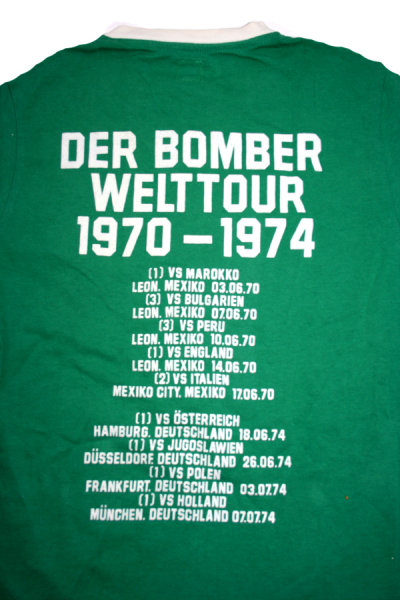 DER BOMBER
WELTTOUR
1970 – 1974
(1) VS MAROKKO
LEON. MEXIKO 03.06.70
(3) VS BULGARIEN
LEON. MEXIKO 07.06.70
(3) VS PERU
LEON. MEXIKO 10.06.70
(1) VS ENGLAND
LEON. MEXIKO 14.06.70
(2) VS ITALIEN
MEXIKO CITY. MEXIKO 17.06.70
(1) VS ÖSTERREICH
HAMBURG. DEUTSCHLAND 18.06.74
(1) VS JUGOSLAWIEN
DÜSSELDORE DEUTSCHLAND 26.06.74
(1) VS POLEN
FRANKFURT. DEUTSCHLAND 03.07.74
(1) VS HOLLAND
MÜNCHEN. DEUTSCHLAND 07.07.74